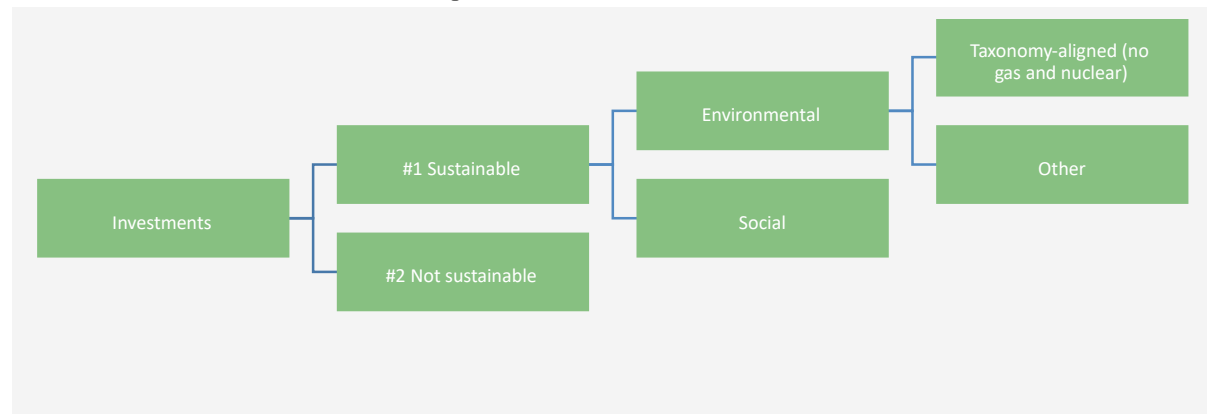 Investments
#1 Sustainable
#2 Not sustainable
Environmental
Social
Taxonomy-aligned (no
gas and nuclear)
Other